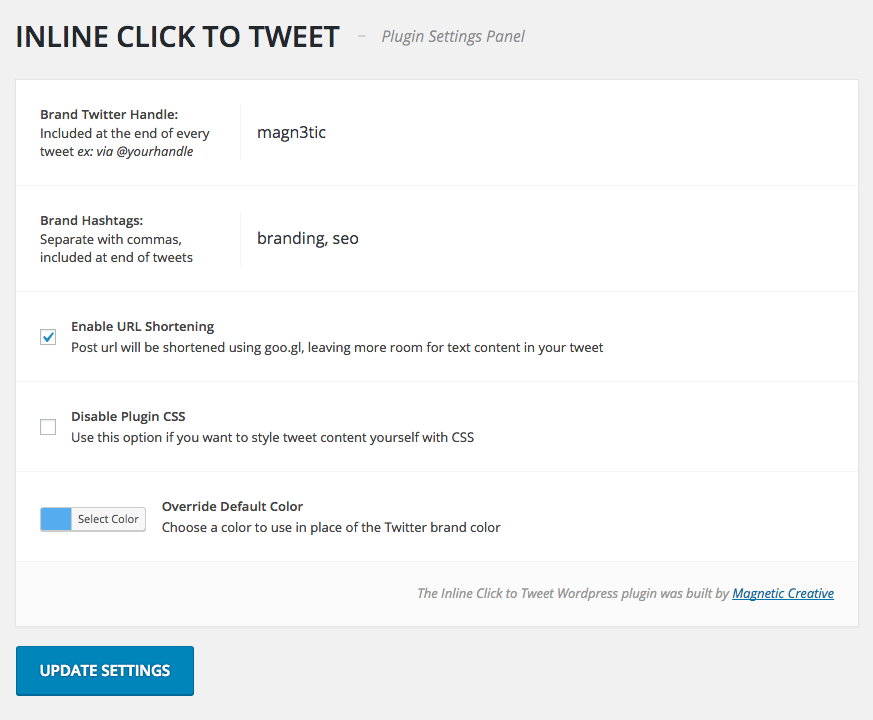 INLINE CLICK TO TWEET – Plugin Settings Panel
Brand Twitter Handle:
Included at the end of every
tweet ex: via @yourhandle
magn3tic
Brand Hashtags:
Separate with commas,
included at end of tweets
branding, seo
Enable URL Shortening
Post url will be shortened using goo.gl, leaving more room for text content in your tweet
Disable Plugin CSS
Use this option if you want to style tweet content yourself with CSS
Select Color
Override Default Color
Choose a color to use in place of the Twitter brand color
The Inline Click to Tweet Wordpress plugin was built by Magnetic Creative
UPDATE SETTINGS